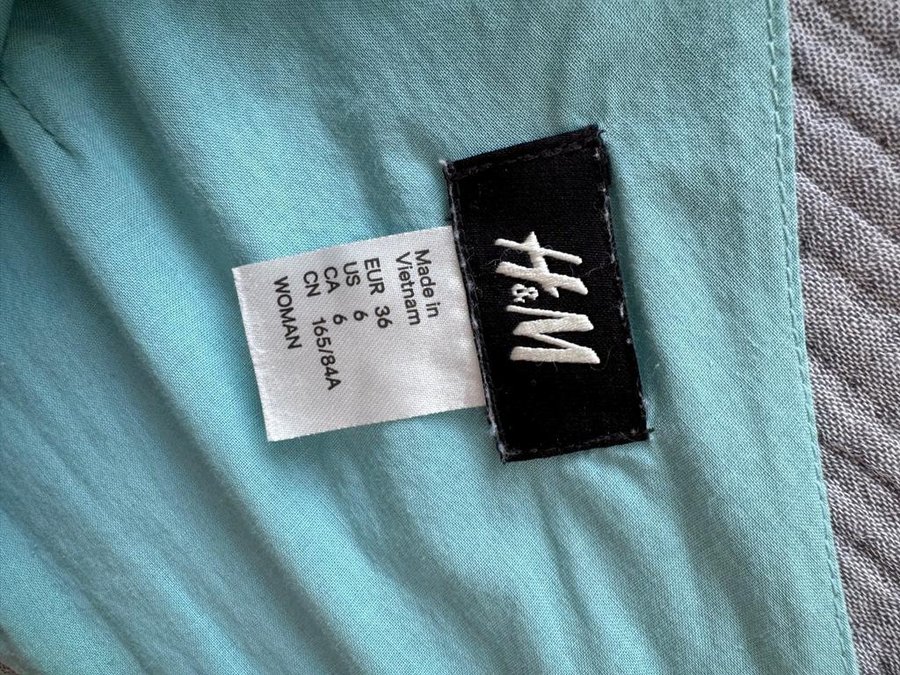 H&M
Made in
Vietnam
EUR 36
US 6
CA 6
CN 165/84A
WOMAN